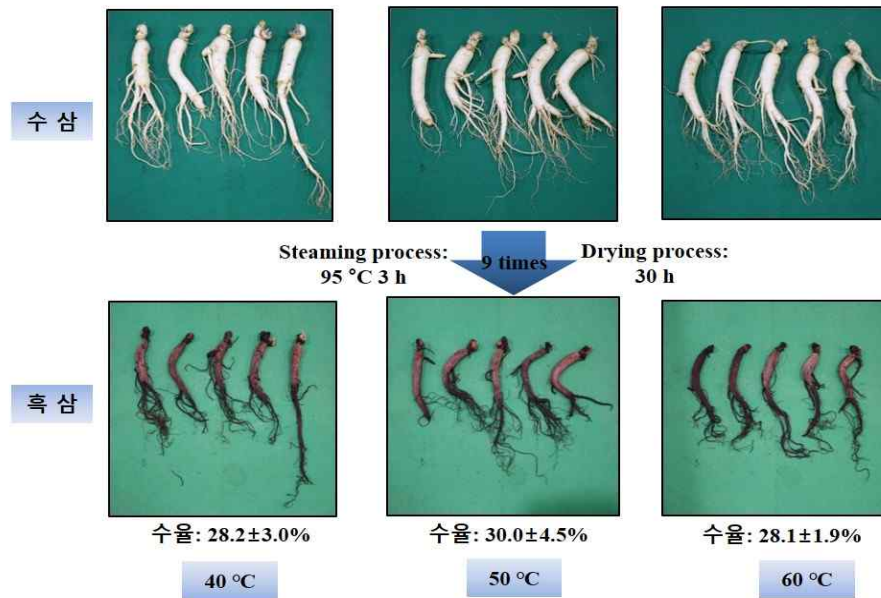 수 삼
Steaming process:
95 °C 3 h
9 times
Drying process:
30 h
흑 삼
수율: 28.2±3.0%
수율: 30.0±4.5%
수율: 28.1±1.9%
40 ℃
50 ℃
60 ℃